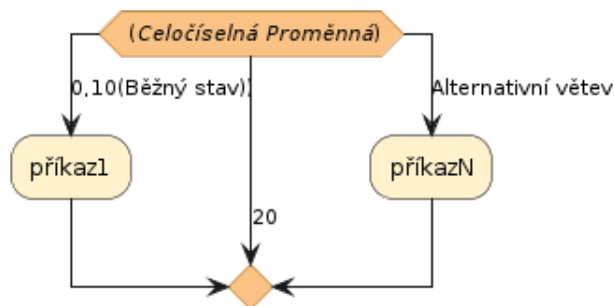 (Celočíselná Proměnná)
0,10(Běžný stav))
Alternativní větev
příkaz1
příkazN
20